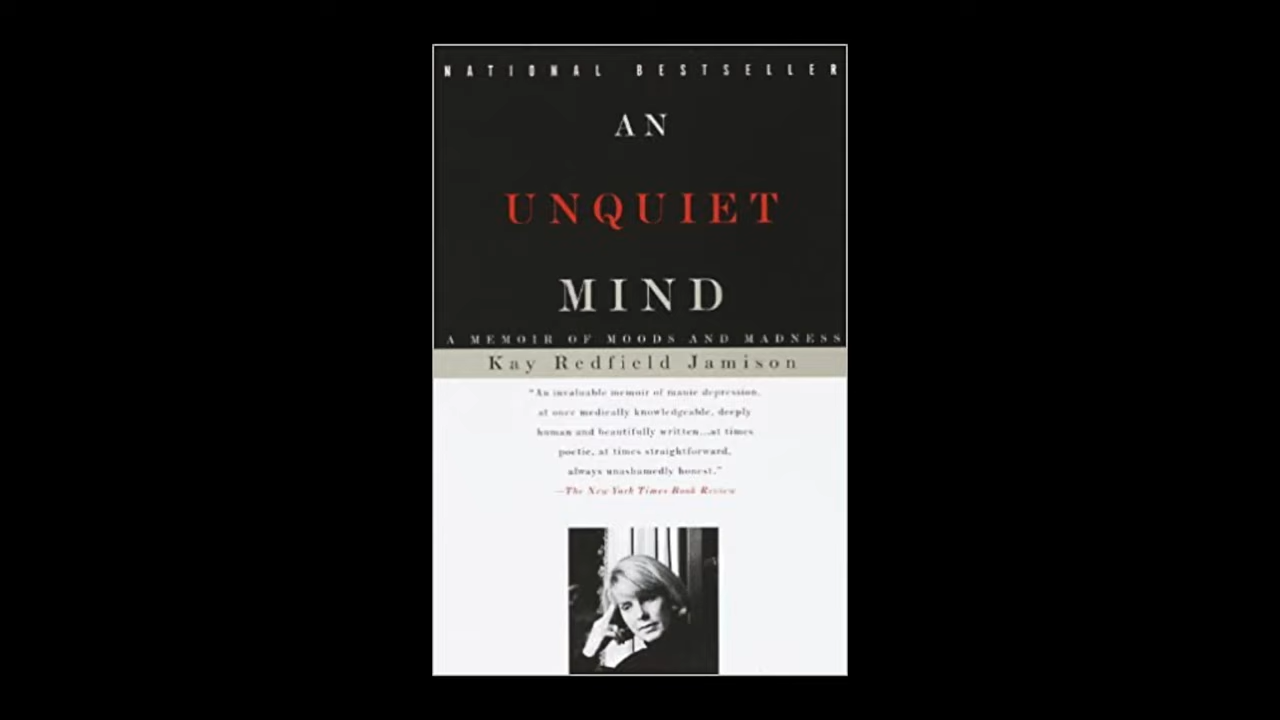 NATIONAL BESTSELLER
AN
UNQUIET
MIND
A MEMOIR OF MOODS AND MADNESS
Kay Redfield Jamison
"An invaluable memoir of manic depression,
at once medically knowledgeable, deeply
human and beautifully written...at times
poetic, at times straightforward,
always unashamedly honest."
—The New York Times Book Review